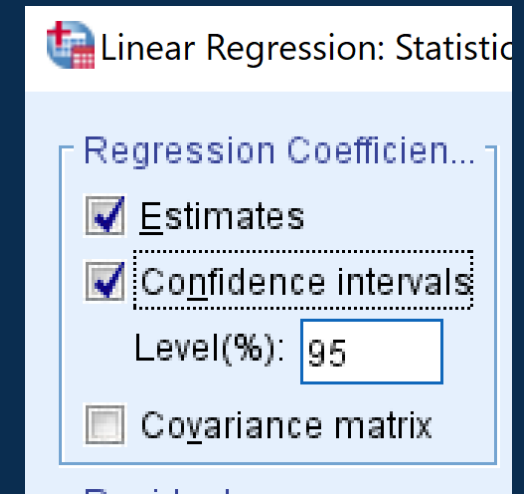 Linear Regression: Statistic
Regression Coefficien...
Estimates
Confidence intervals
Level(%): 95
Covariance matrix